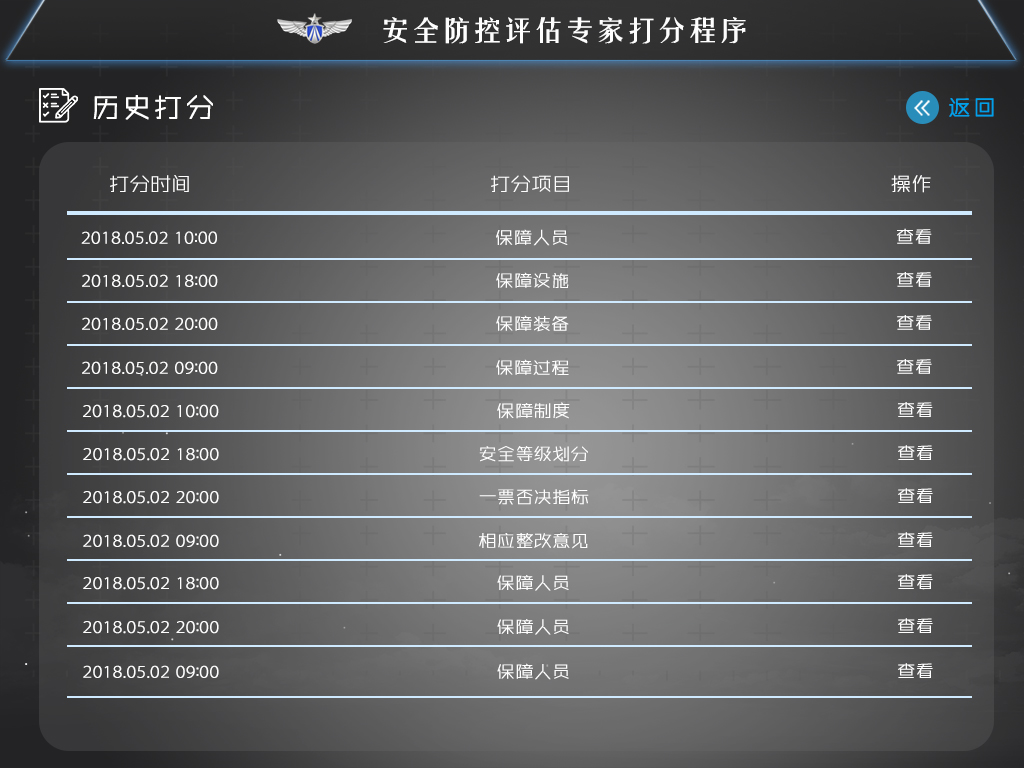 安全防控评估专家打分程序
历史打分 返回
打分时间 打分项目 操作
2018.05.02 10:00 保障人员 查看
2018.05.02 18:00 保障设施 查看
2018.05.02 20:00 保障装备 查看
2018.05.02 09:00 保障过程 查看
2018.05.02 10:00 保障制度 查看
2018.05.02 18:00 安全等级划分 查看
2018.05.02 20:00 一票否决指标 查看
2018.05.02 09:00 相应整改意见 查看
2018.05.02 18:00 保障人员 查看
2018.05.02 20:00 保障人员 查看
2018.05.02 09:00 保障人员 查看